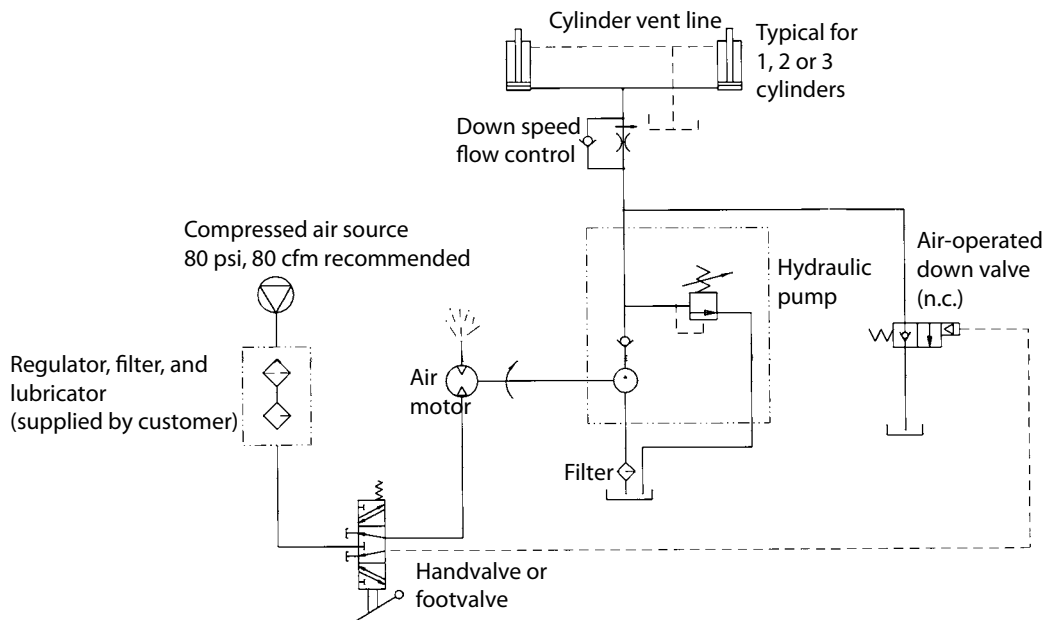 Cylinder vent line
Typical for
1, 2 or 3
cylinders
Down speed
flow control
Compressed air source
80 psi, 80 cfm recommended
Hydraulic
pump
Air-operated
down valve
(n.c.)
Regulator, filter, and
lubricator
(supplied by customer)
Air
motor
Filter
Handvalve or
footvalve